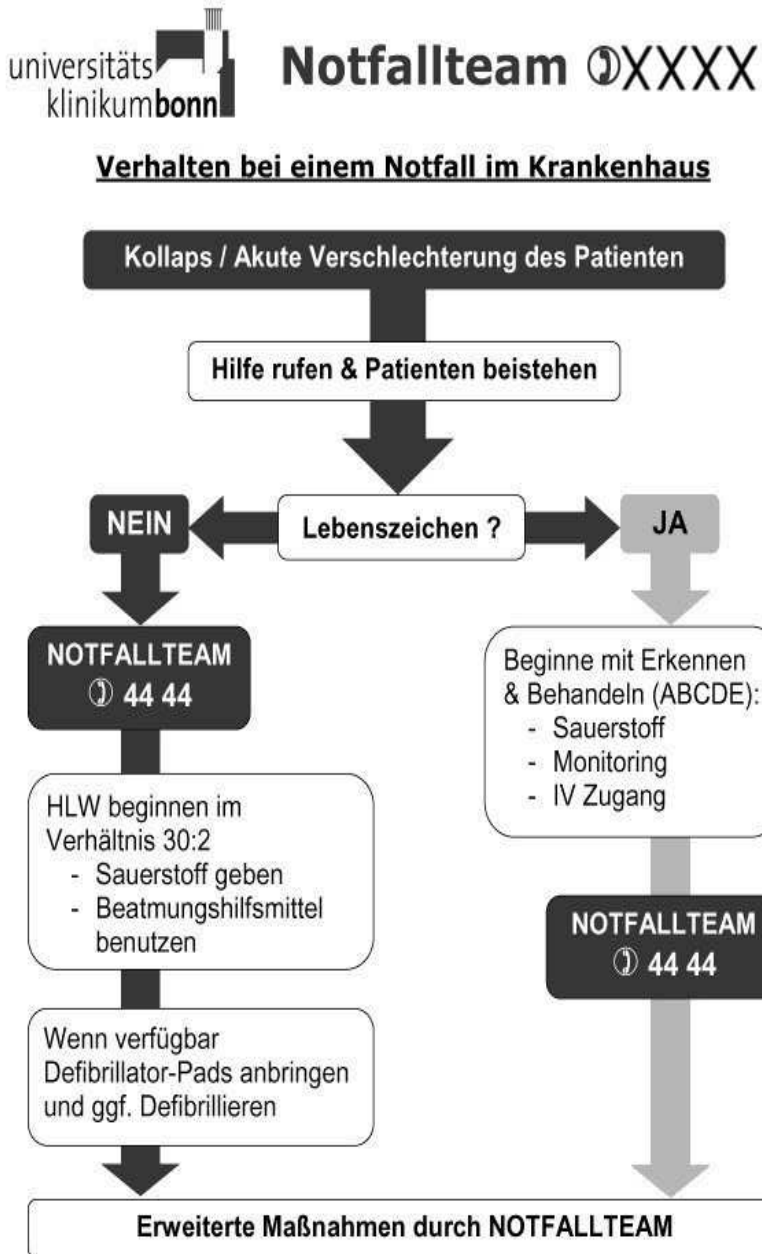 universitäts
klinikumbonn
Notfallteam ✆XXXX
Verhalten bei einem Notfall im Krankenhaus
Kollaps / Akute Verschlechterung des Patienten
Hilfe rufen & Patienten beistehen
NEIN
Lebenszeichen ?
JA
NOTFALLTEAM
✆ 44 44
HLW beginnen im
Verhältnis 30:2
- Sauerstoff geben
- Beatmungshilfsmittel
benutzen
Wenn verfügbar
Defibrillator-Pads anbringen
und ggf. Defibrillieren
Beginne mit Erkennen
& Behandeln (ABCDE):
- Sauerstoff
- Monitoring
- IV Zugang
NOTFALLTEAM
✆ 44 44
Erweiterte Maßnahmen durch NOTFALLTEAM